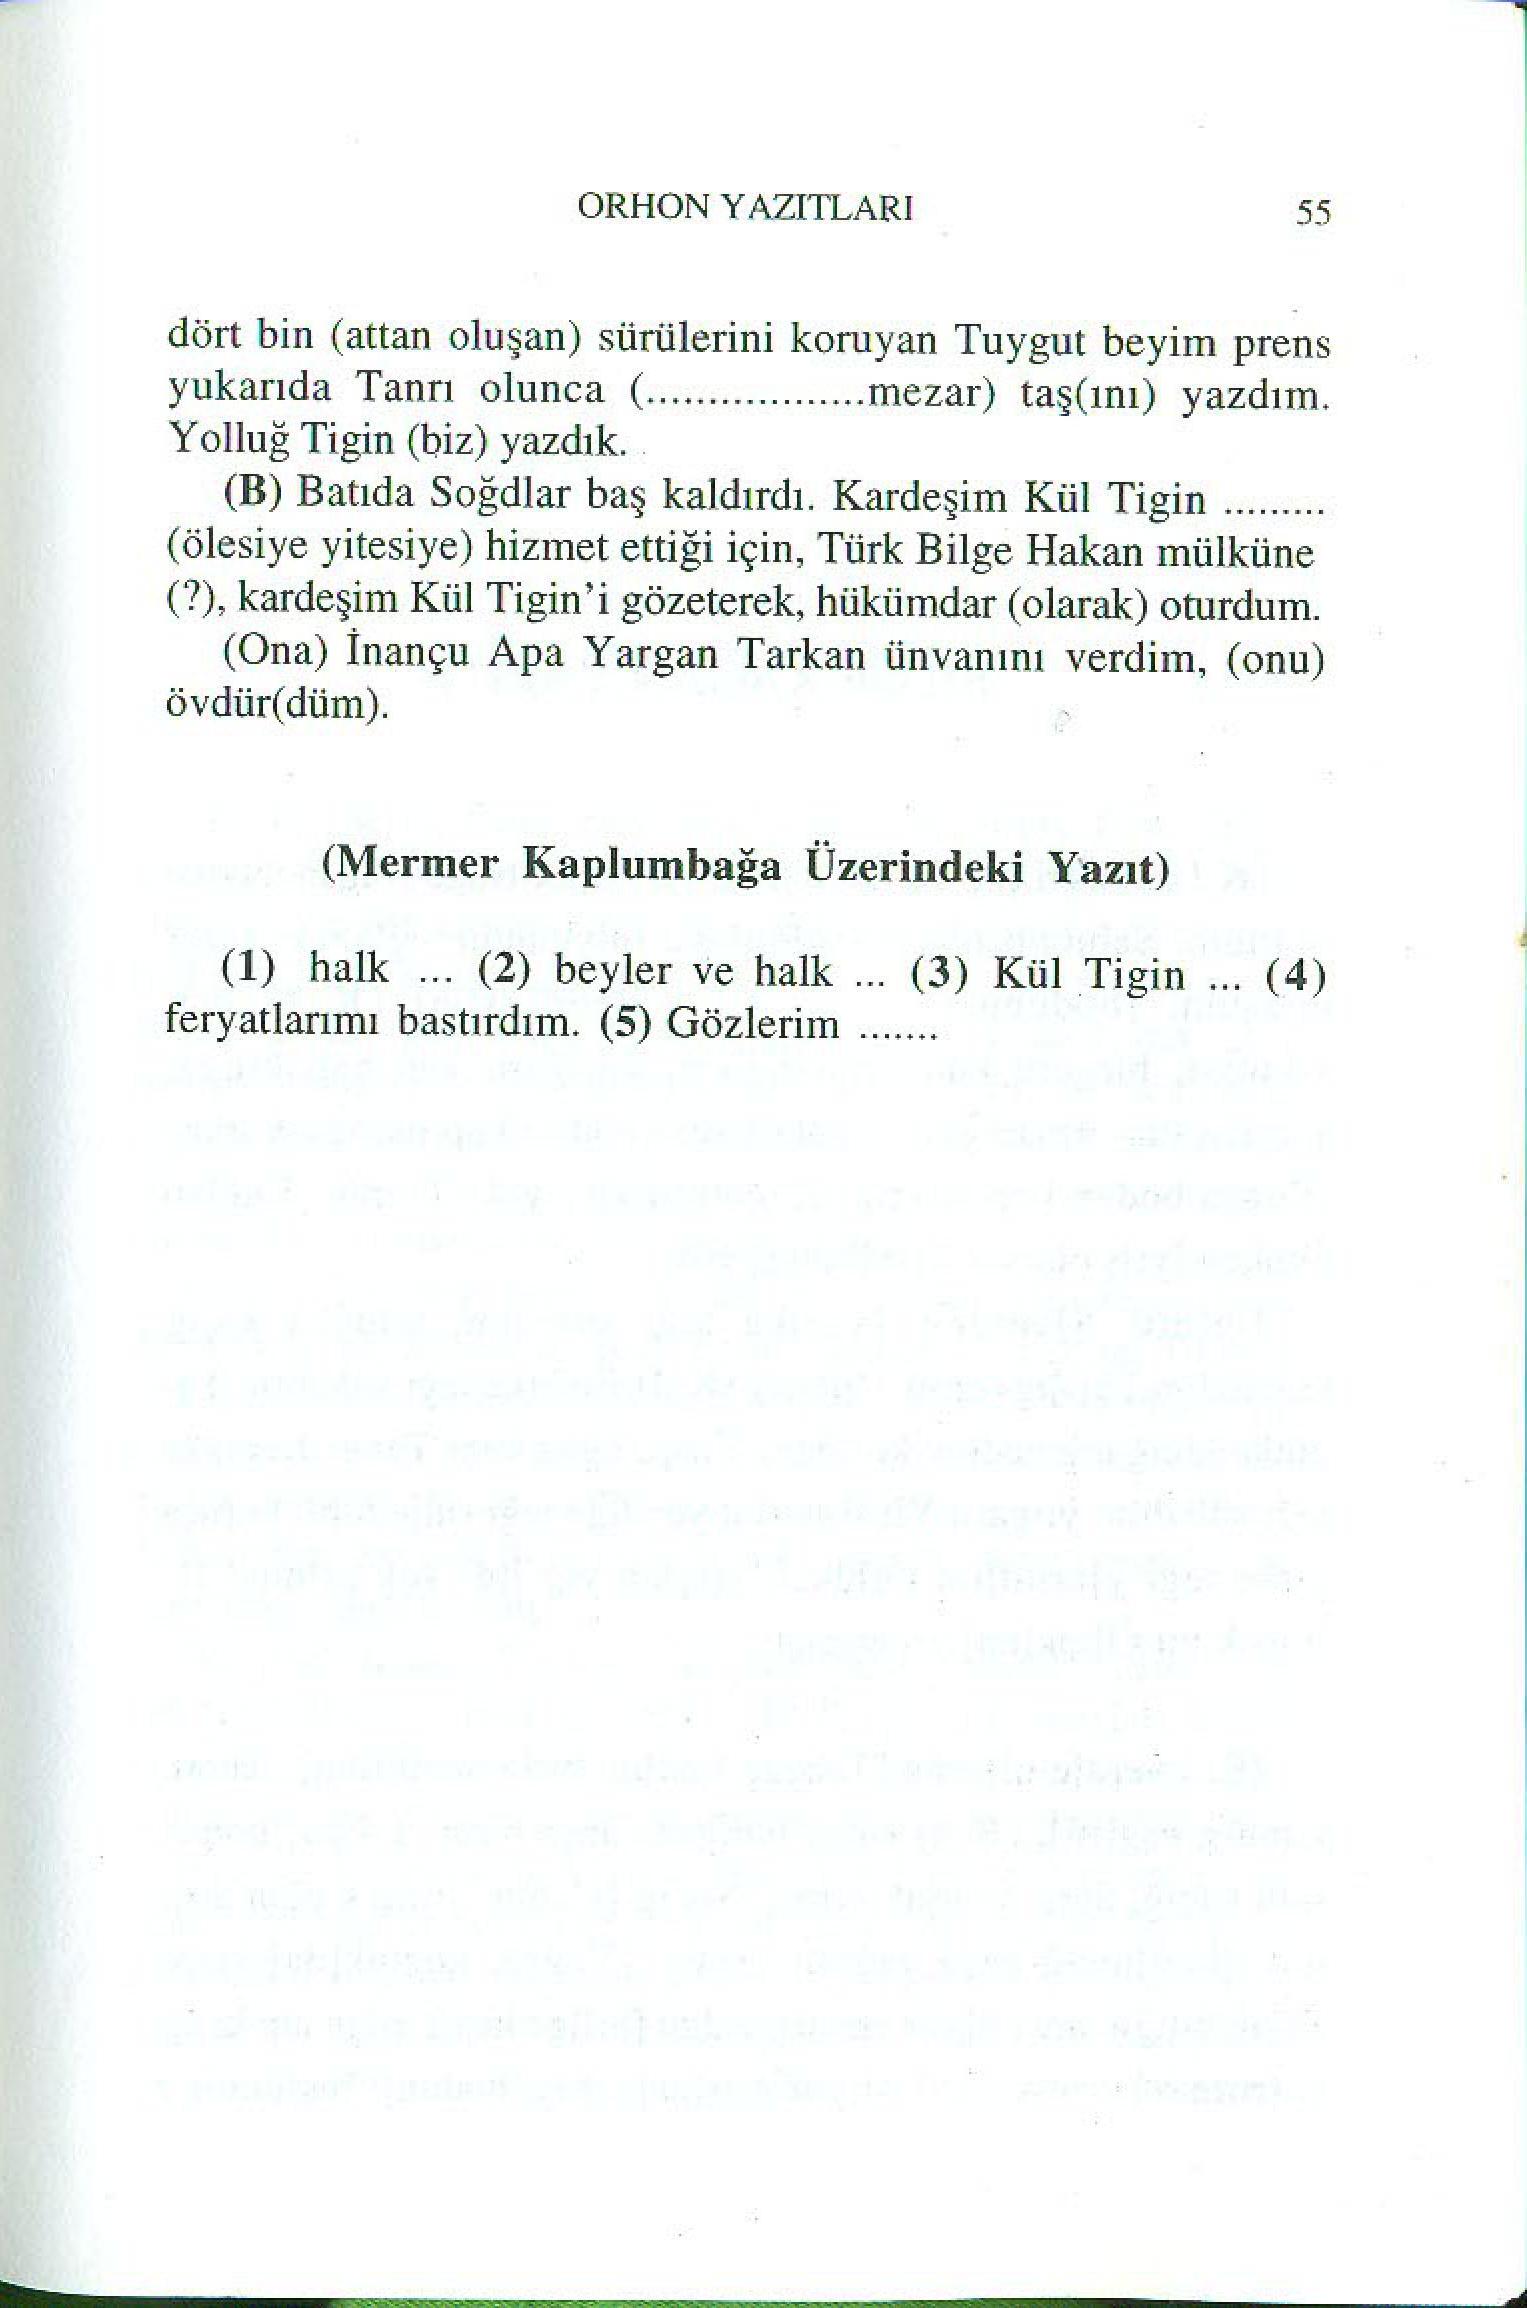 ORHON YAZITLARI 55
dört bin (attan oluşan) sürülerini koruyan Tuygut beyim prens
yukarıda Tanrı olunca (..................mezar) taş(ını) yazdım.
Yolluğ Tigin (biz) yazdık.
(B) Batıda Soğdlar baş kaldırdı. Kardeşim Kül Tigin .........
(ölesiye yitesiye) hizmet ettiği için, Türk Bilge Hakan mülküne
(?), kardeşim Kül Tigin'i gözeterek, hükümdar (olarak) oturdum.
(Ona) İnançu Apa Yargan Tarkan ünvanını verdim, (onu)
övdür(düm).
(Mermer Kaplumbağa Üzerindeki Yazıt)
(1) halk ... (2) beyler ve halk ... (3) Kül Tigin ... (4)
feryatlarımı bastırdım. (5) Gözlerim .......